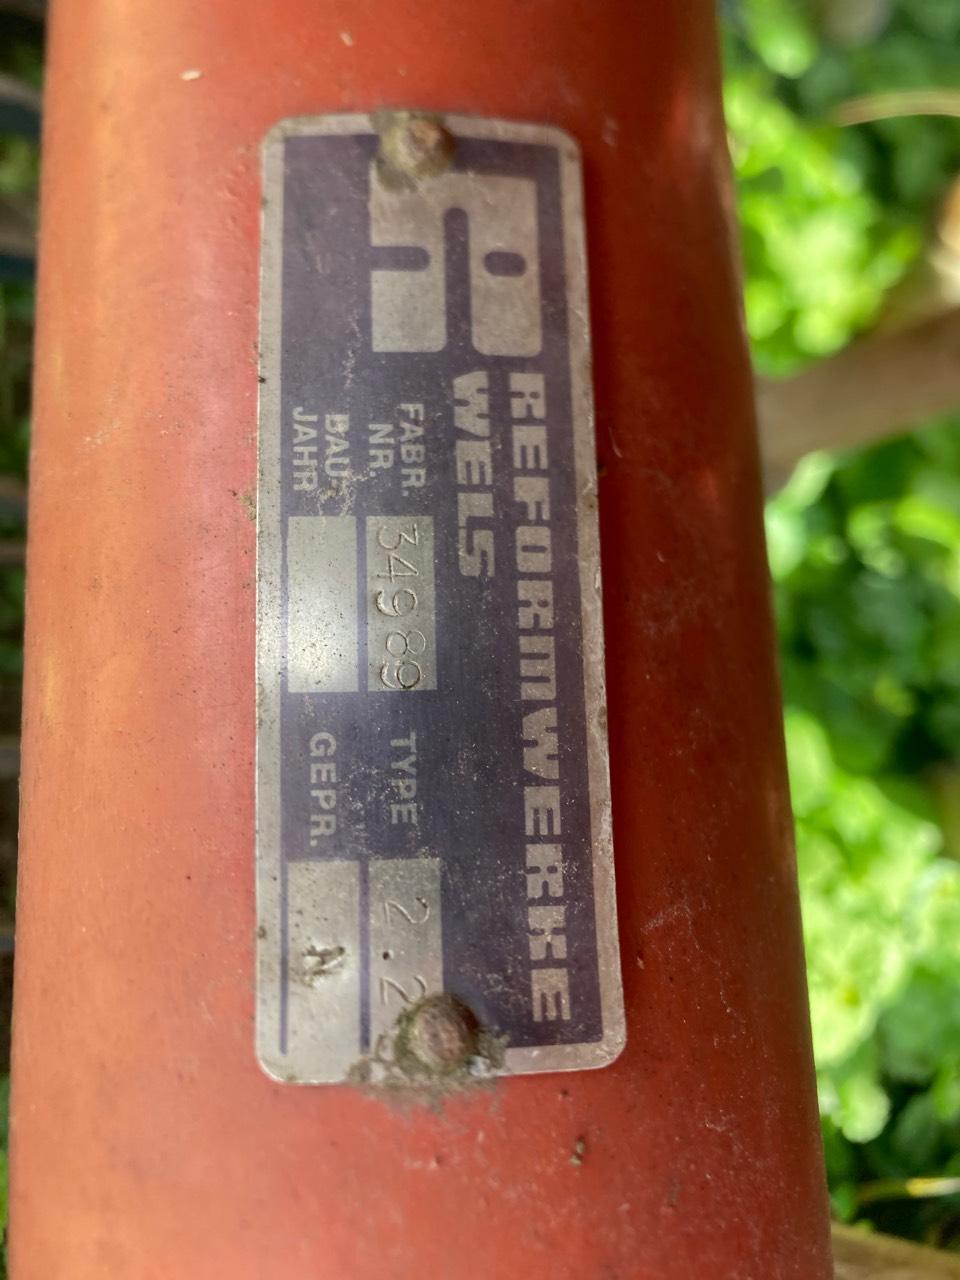 REFORMWERKE
WELS
FABR. NR. 34989 TYPE 2.2
BAU- JAHR GEPR.